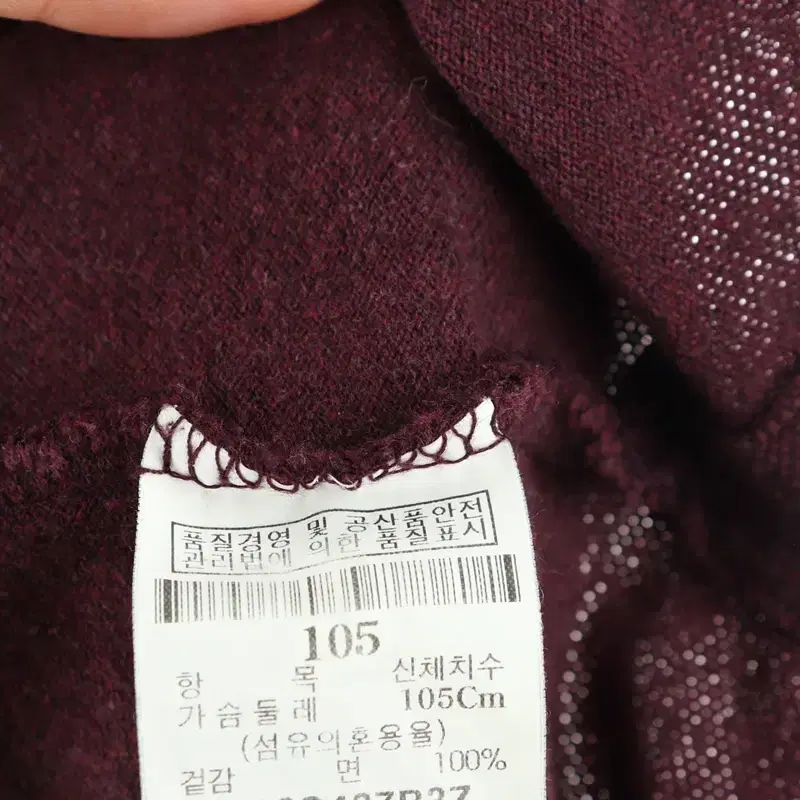 품질경영 및 공산품안전
관리법에 의한 품질표시
105
항 목 신체치수
가슴둘레 105Cm
(섬유의혼용율)
겉감 면 100%